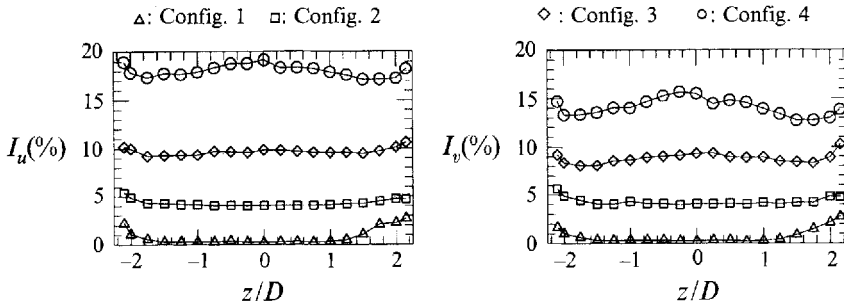 △: Config. 1 □: Config. 2 ◇: Config. 3 ○: Config. 4
20
15
I_u(%) 10
5
0
−2 −1 0 1 2
z/D
20
15
I_v(%) 10
5
0
−2 −1 0 1 2
z/D